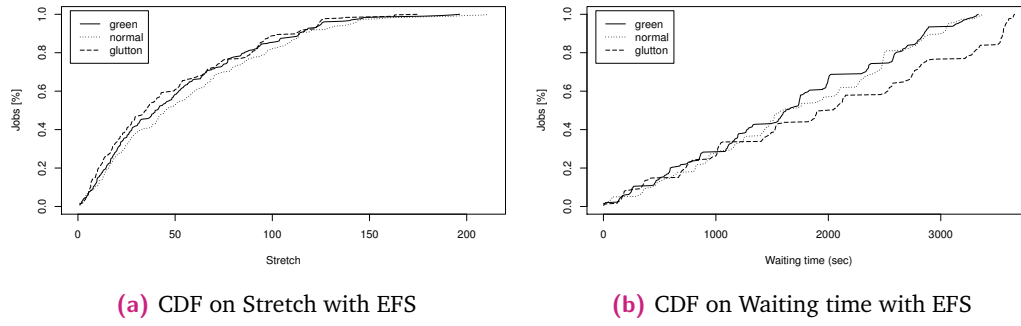 green
normal
glutton
Jobs [%]
0.0 0.2 0.4 0.6 0.8 1.0
0 50 100 150 200
Stretch
(a) CDF on Stretch with EFS
green
normal
glutton
Jobs [%]
0.0 0.2 0.4 0.6 0.8 1.0
0 1000 2000 3000
Waiting time (sec)
(b) CDF on Waiting time with EFS